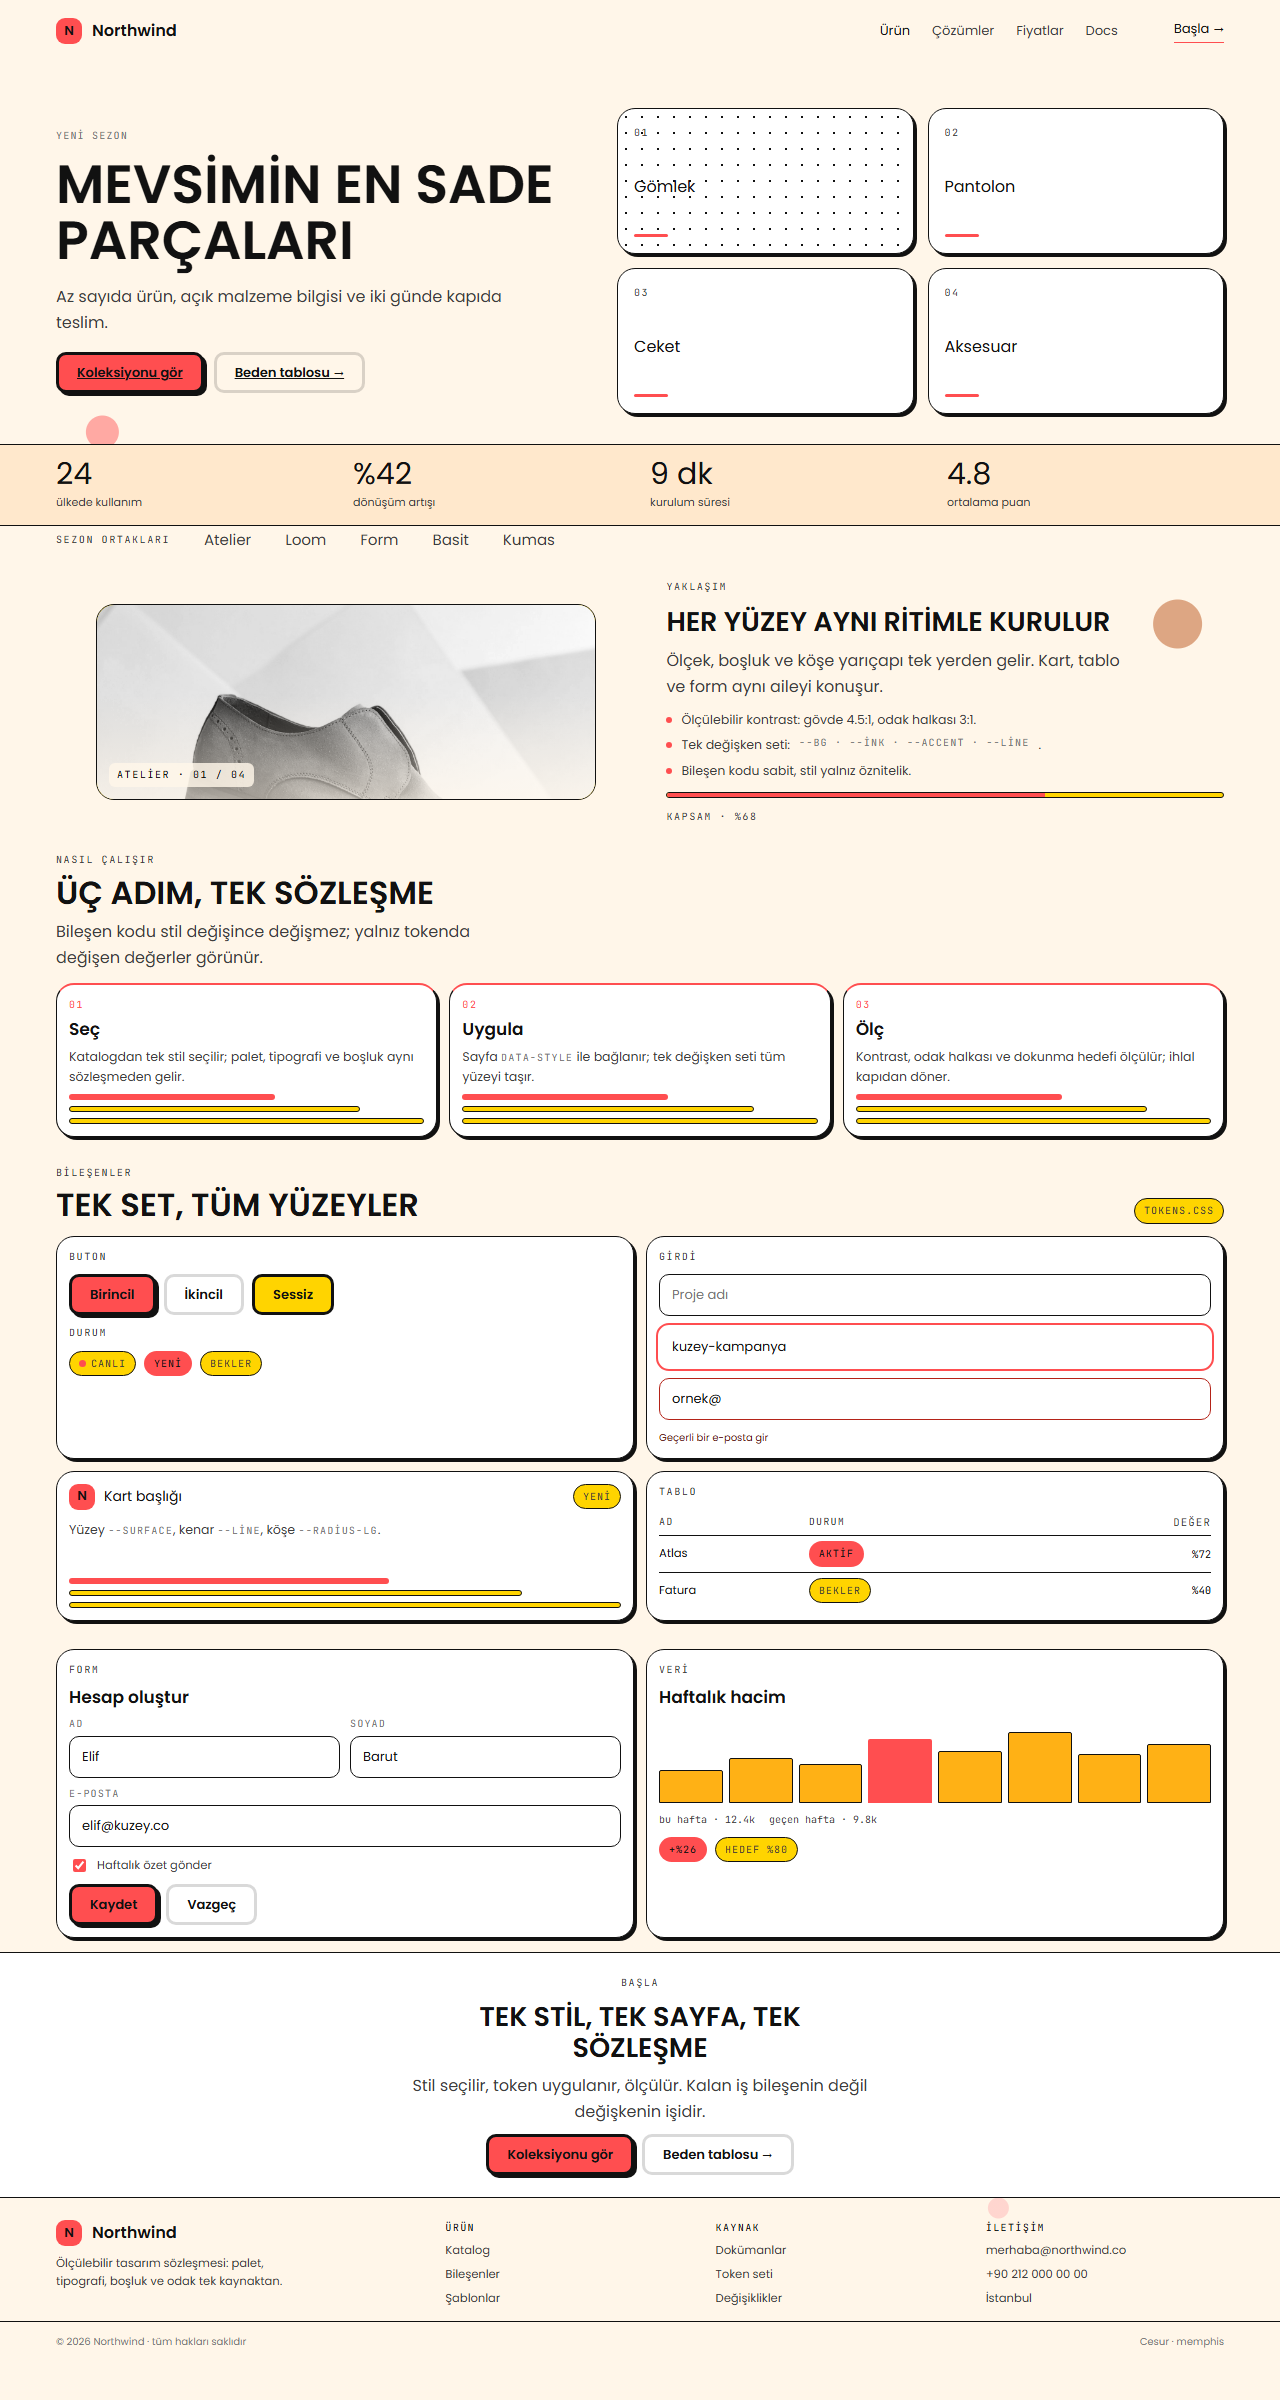 N Northwind
Ürün Çözümler Fiyatlar Docs Başla →
YENİ SEZON
MEVSİMİN EN SADE
PARÇALARI
Az sayıda ürün, açık malzeme bilgisi ve iki günde kapıda
teslim.
Koleksiyonu gör Beden tablosu →
01
Gömlek
02
Pantolon
03
Ceket
04
Aksesuar
24
ülkede kullanım
%42
dönüşüm artışı
9 dk
kurulum süresi
4.8
ortalama puan
SEZON ORTAKLARI Atelier Loom Form Basit Kumas
ATELİER · 01 / 04
YAKLAŞIM
HER YÜZEY AYNI RİTİMLE KURULUR
Ölçek, boşluk ve köşe yarıçapı tek yerden gelir. Kart, tablo
ve form aynı aileyi konuşur.
Ölçülebilir kontrast: gövde 4.5:1, odak halkası 3:1.
Tek değişken seti: --BG · --İNK · --ACCENT · --LİNE .
Bileşen kodu sabit, stil yalnız öznitelik.
KAPSAM · %68
NASIL ÇALIŞIR
ÜÇ ADIM, TEK SÖZLEŞME
Bileşen kodu stil değişince değişmez; yalnız tokenda
değişen değerler görünür.
01
Seç
Katalogdan tek stil seçilir; palet, tipografi ve boşluk aynı
sözleşmeden gelir.
02
Uygula
Sayfa DATA-STYLE ile bağlanır; tek değişken seti tüm
yüzeyi taşır.
03
Ölç
Kontrast, odak halkası ve dokunma hedefi ölçülür; ihlal
kapıdan döner.
BİLEŞENLER
TEK SET, TÜM YÜZEYLER
TOKENS.CSS
BUTON
Birincil İkincil Sessiz
DURUM
CANLI YENİ BEKLER
GİRDİ
Proje adı
kuzey-kampanya
ornek@
Geçerli bir e-posta gir
N Kart başlığı YENİ
Yüzey --SURFACE, kenar --LİNE, köşe --RADİUS-LG.
TABLO
AD DURUM DEĞER
Atlas AKTİF %72
Fatura BEKLER %40
FORM
Hesap oluştur
AD SOYAD
Elif Barut
E-POSTA
elif@kuzey.co
Haftalık özet gönder
Kaydet Vazgeç
VERİ
Haftalık hacim
bu hafta · 12.4k geçen hafta · 9.8k
+%26 HEDEF %80
BAŞLA
TEK STİL, TEK SAYFA, TEK
SÖZLEŞME
Stil seçilir, token uygulanır, ölçülür. Kalan iş bileşenin değil
değişkenin işidir.
Koleksiyonu gör Beden tablosu →
N Northwind
Ölçülebilir tasarım sözleşmesi: palet,
tipografi, boşluk ve odak tek kaynaktan.
ÜRÜN
Katalog
Bileşenler
Şablonlar
KAYNAK
Dokümanlar
Token seti
Değişiklikler
İLETİŞİM
merhaba@northwind.co
+90 212 000 00 00
İstanbul
© 2026 Northwind · tüm hakları saklıdır
Cesur · memphis